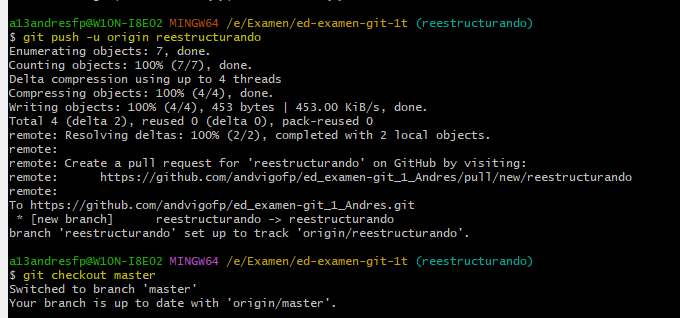 a13andresfp@W10N-I8E02 MINGW64 /e/Examen/ed-examen-git-1t (reestructurando)
$ git push -u origin reestructurando
Enumerating objects: 7, done.
Counting objects: 100% (7/7), done.
Delta compression using up to 4 threads
Compressing objects: 100% (4/4), done.
Writing objects: 100% (4/4), 453 bytes | 453.00 KiB/s, done.
Total 4 (delta 2), reused 0 (delta 0), pack-reused 0
remote: Resolving deltas: 100% (2/2), completed with 2 local objects.
remote:
remote: Create a pull request for 'reestructurando' on GitHub by visiting:
remote:      https://github.com/andvigofp/ed_examen-git_1_Andres/pull/new/reestructurando
remote:
To https://github.com/andvigofp/ed_examen-git_1_Andres.git
 * [new branch]      reestructurando -> reestructurando
branch 'reestructurando' set up to track 'origin/reestructurando'.
a13andresfp@W10N-I8E02 MINGW64 /e/Examen/ed-examen-git-1t (reestructurando)
$ git checkout master
Switched to branch 'master'
Your branch is up to date with 'origin/master'.